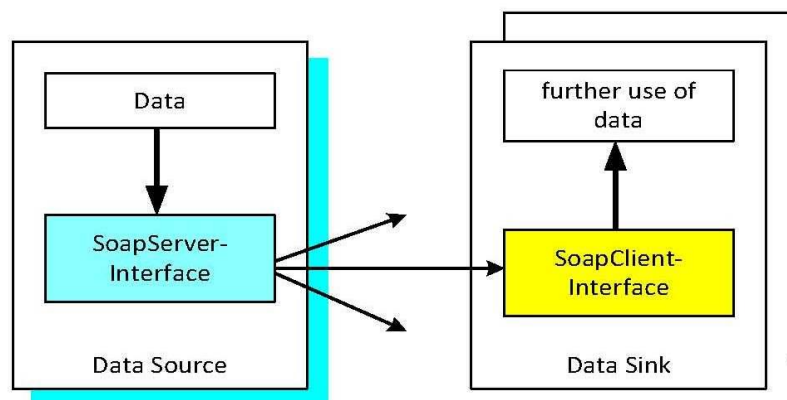 Data
SoapServer-
Interface
Data Source
further use of
data
SoapClient-
Interface
Data Sink